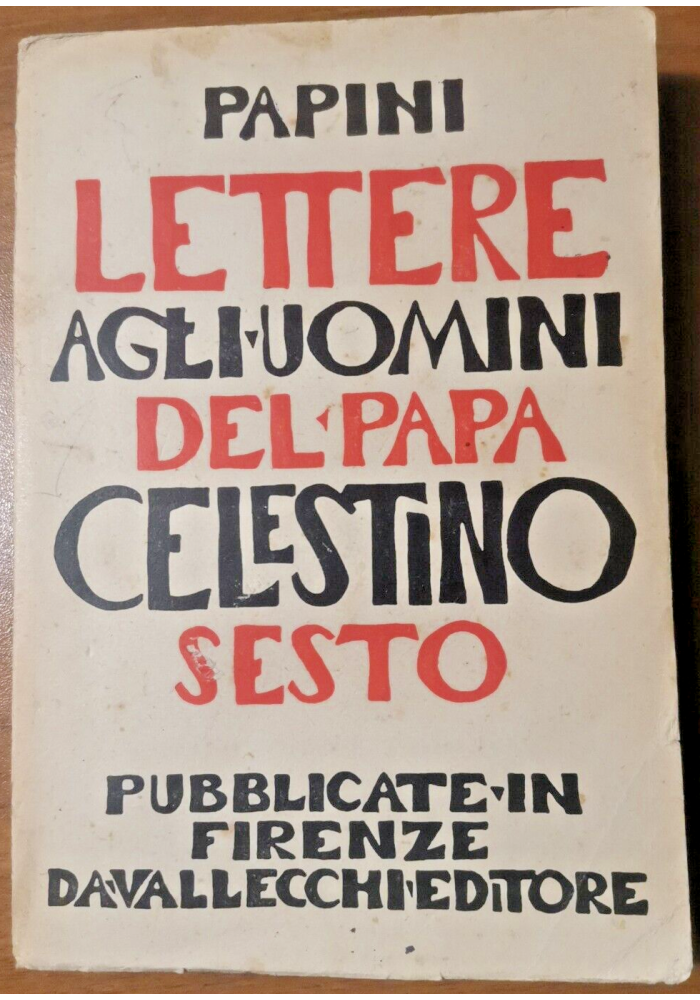 PAPINI
LETTERE
AGLI·UOMINI
DEL·PAPA
CELESTINO
SESTO
PUBBLICATE·IN
FIRENZE
DA·VALLECCHI·EDITORE